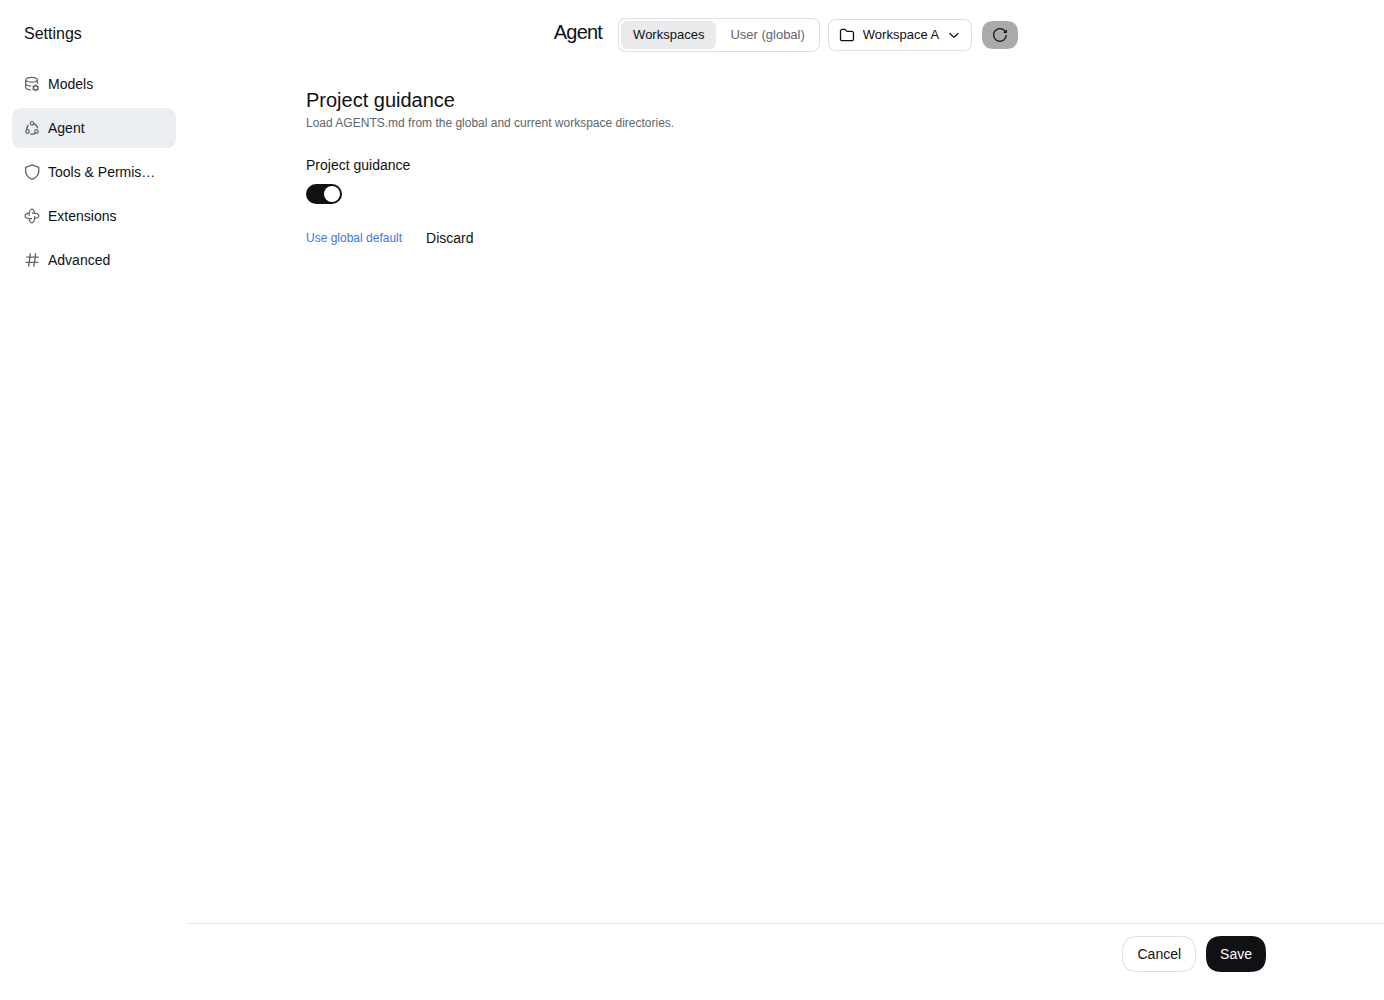 Settings
Models
Agent
Tools & Permis…
Extensions
Advanced
Agent
Workspaces
User (global)
Workspace A
Project guidance
Load AGENTS.md from the global and current workspace directories.
Project guidance
Use global default
Discard
Cancel
Save